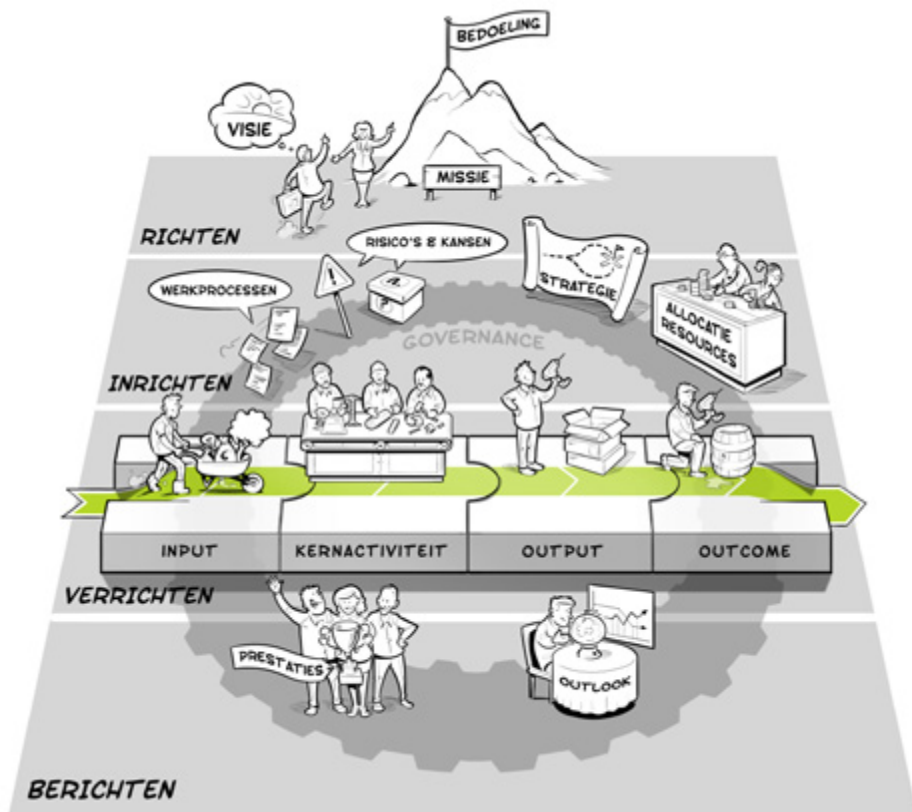 BEDOELING
VISIE
MISSIE
RICHTEN
RISICO'S & KANSEN
WERKPROCESSEN
STRATEGIE
ALLOCATIE
RESOURCES
GOVERNANCE
INRICHTEN
INPUT
KERNACTIVITEIT
OUTPUT
OUTCOME
VERRICHTEN
PRESTATIES
OUTLOOK
BERICHTEN